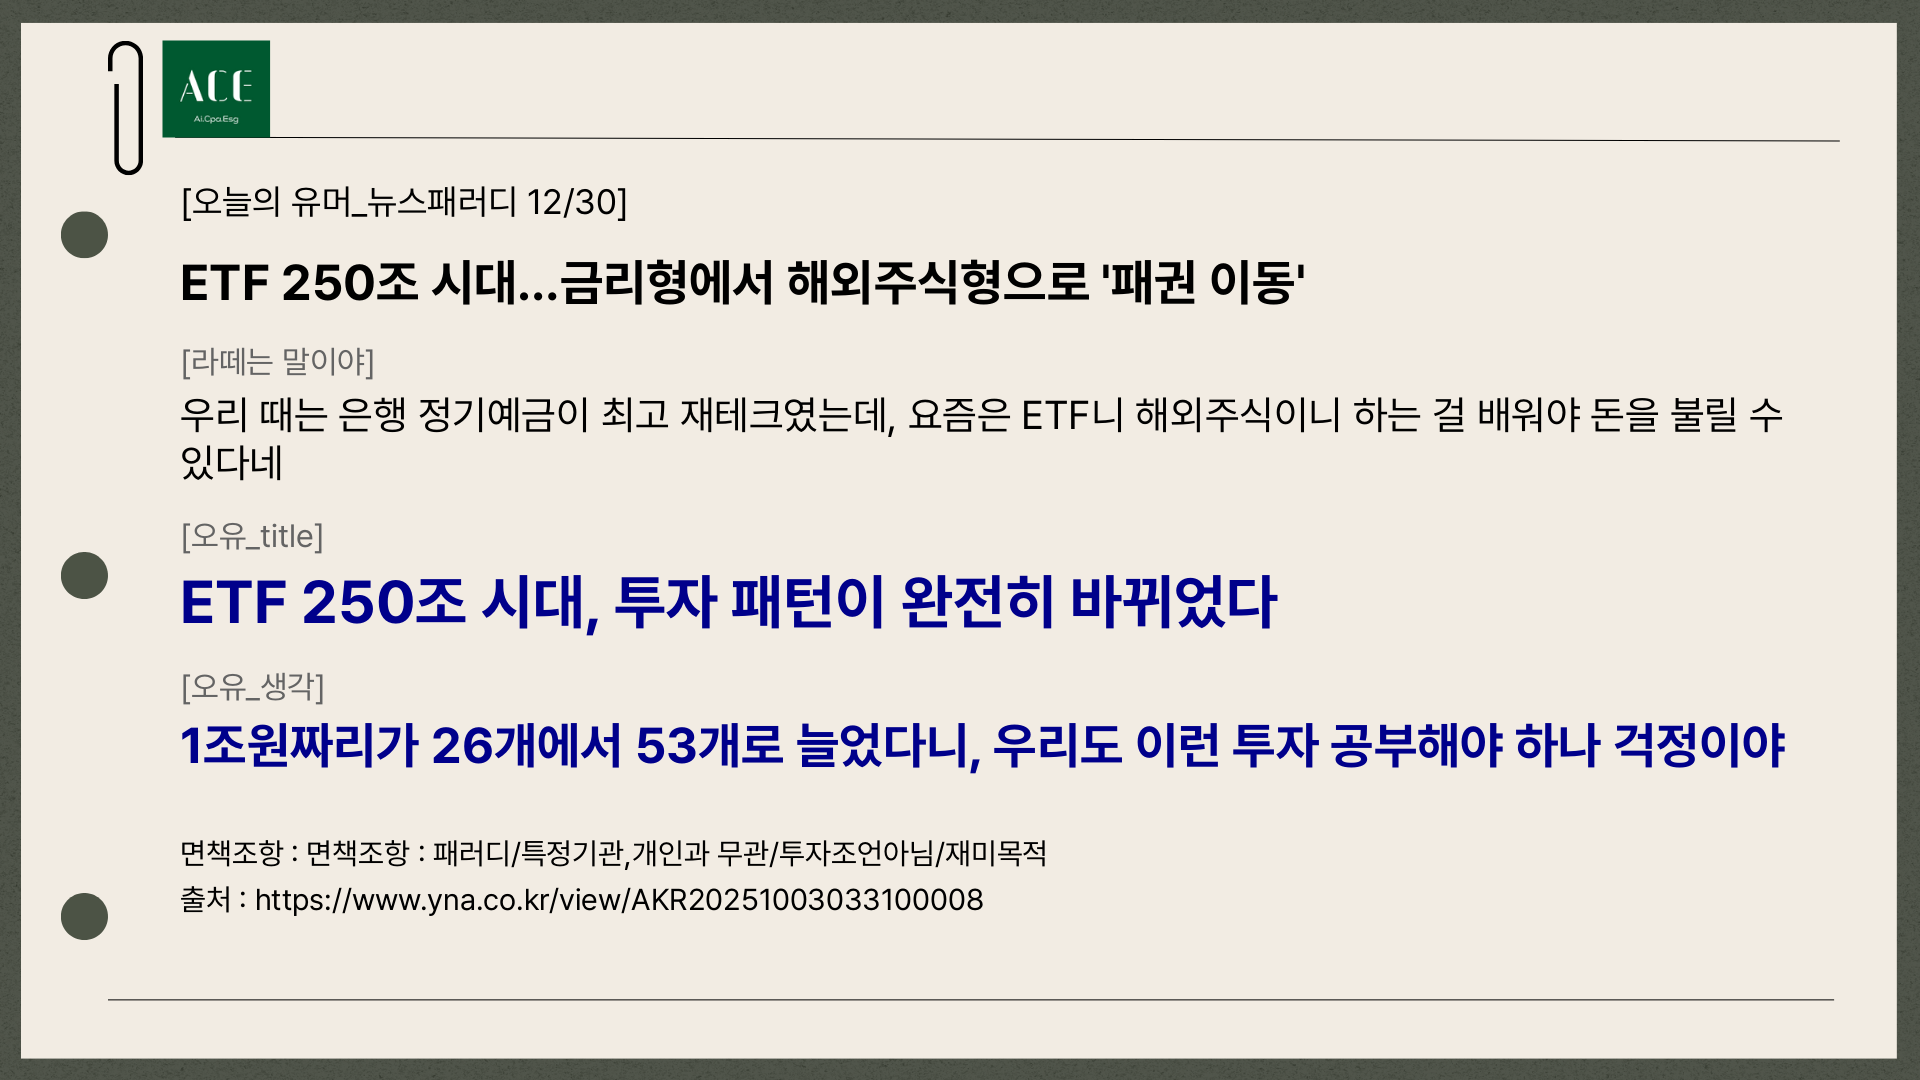 ACE
Ai.Cpa.Esg
[오늘의 유머_뉴스패러디 12/30]
ETF 250조 시대...금리형에서 해외주식형으로 '패권 이동'
[라떼는 말이야]
우리 때는 은행 정기예금이 최고 재테크였는데, 요즘은 ETF니 해외주식이니 하는 걸 배워야 돈을 불릴 수
있다네
[오유_title]
ETF 250조 시대, 투자 패턴이 완전히 바뀌었다
[오유_생각]
1조원짜리가 26개에서 53개로 늘었다니, 우리도 이런 투자 공부해야 하나 걱정이야
면책조항 : 면책조항 : 패러디/특정기관,개인과 무관/투자조언아님/재미목적
출처 : https://www.yna.co.kr/view/AKR20251003033100008